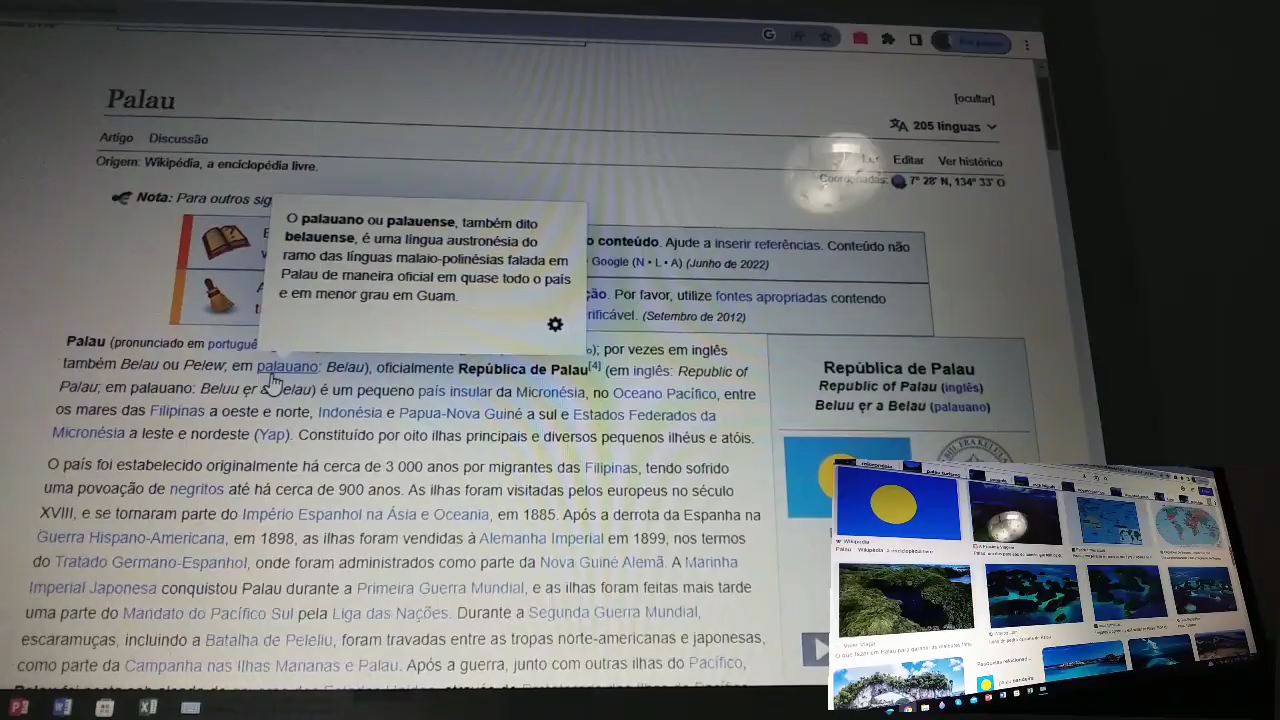 Palau
[ocultar]
205 línguas
Artigo Discussão
Editar Ver histórico
Origem: Wikipédia, a enciclopédia livre.
Coordenadas: 7° 28' N, 134° 33' O
Nota: Para outros sig
O palauano ou palauense, também dito
belauense, é uma língua austronésia do
ramo das línguas malaio-polinésias falada em
Palau de maneira oficial em quase todo o país
e em menor grau em Guam.
o conteúdo. Ajude a inserir referências. Conteúdo não
Google (N • L • A) (Junho de 2022)
ção. Por favor, utilize fontes apropriadas contendo
rificável. (Setembro de 2012)
Palau (pronunciado em portuguê
); por vezes em inglês
também Belau ou Pelew; em palauano: Belau), oficialmente República de Palau[4] (em inglês: Republic of
Palau; em palauano: Beluu ęr a Belau) é um pequeno país insular da Micronésia, no Oceano Pacífico, entre
os mares das Filipinas a oeste e norte, Indonésia e Papua-Nova Guiné a sul e Estados Federados da
Micronésia a leste e nordeste (Yap). Constituído por oito ilhas principais e diversos pequenos ilhéus e atóis.
O país foi estabelecido originalmente há cerca de 3 000 anos por migrantes das Filipinas, tendo sofrido
uma povoação de negritos até há cerca de 900 anos. As ilhas foram visitadas pelos europeus no século
XVIII, e se tornaram parte do Império Espanhol na Ásia e Oceania, em 1885. Após a derrota da Espanha na
Guerra Hispano-Americana, em 1898, as ilhas foram vendidas à Alemanha Imperial em 1899, nos termos
do Tratado Germano-Espanhol, onde foram administrados como parte da Nova Guiné Alemã. A Marinha
Imperial Japonesa conquistou Palau durante a Primeira Guerra Mundial, e as ilhas foram feitas mais tarde
uma parte do Mandato do Pacífico Sul pela Liga das Nações. Durante a Segunda Guerra Mundial,
escaramuças, incluindo a Batalha de Peleliu, foram travadas entre as tropas norte-americanas e japonesas,
como parte da Campanha nas Ilhas Marianas e Palau. Após a guerra, junto com outras ilhas do Pacífico,
República de Palau
Republic of Palau (inglês)
Beluu ęr a Belau (palauano)
Wikipédia
Palau – Wikipédia, a enciclopédia livre
Viver Viajar
O que fazer em Palau
palau bandeira